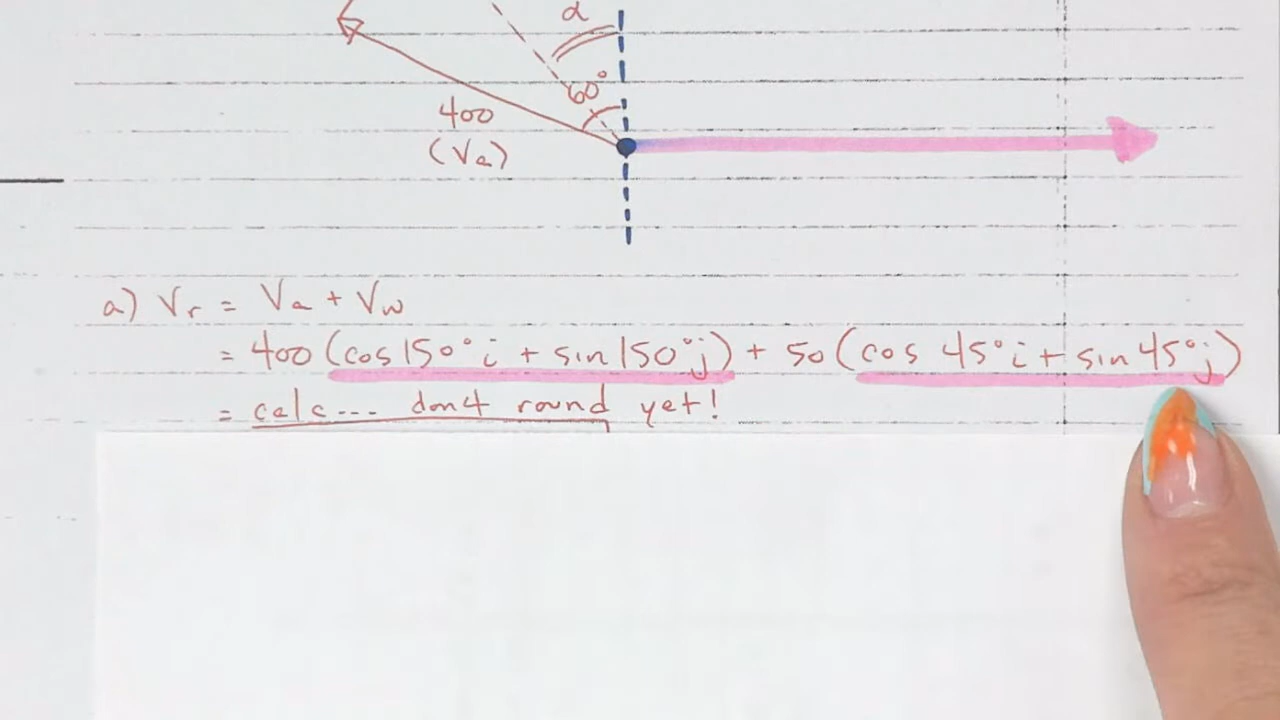 α
60°
400
(Va)
a) Vr = Va + Vw
= 400 (cos 150° i + sin 150° j) + 50 (cos 45° i + sin 45° j)
= calc... don't round yet!